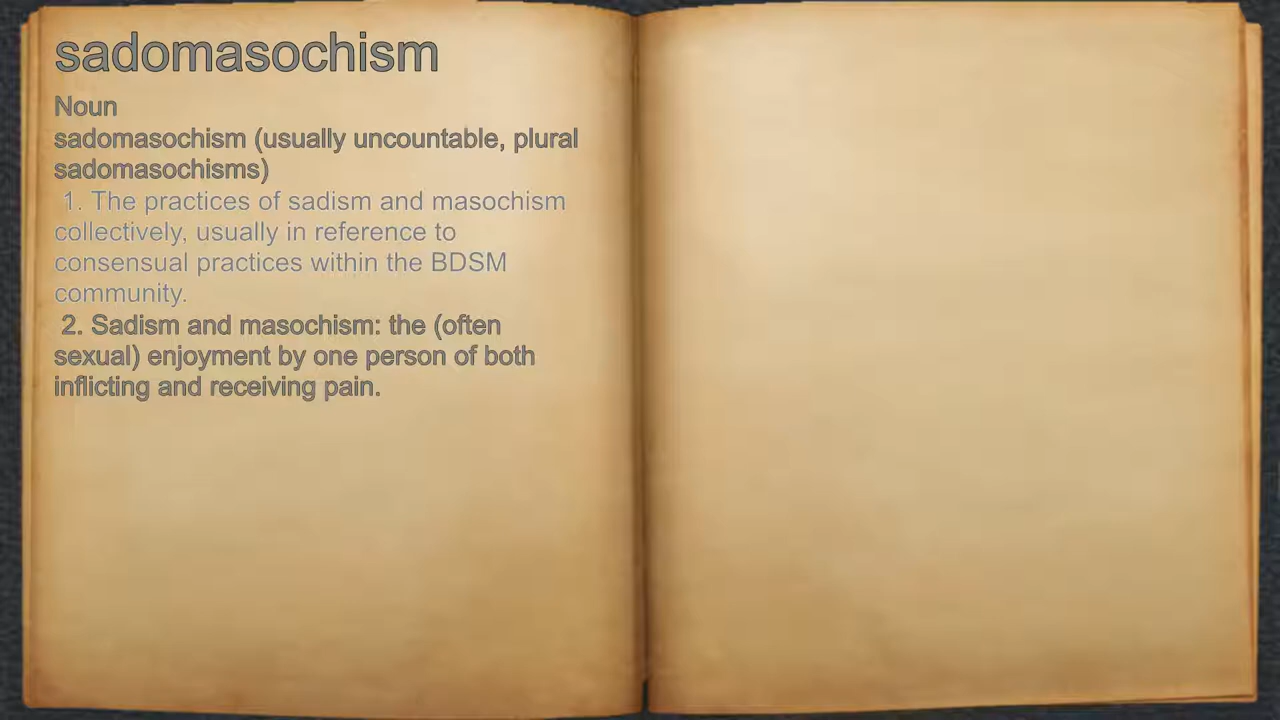 sadomasochism
Noun
sadomasochism (usually uncountable, plural
sadomasochisms)
1. The practices of sadism and masochism
collectively, usually in reference to
consensual practices within the BDSM
community.
2. Sadism and masochism: the (often
sexual) enjoyment by one person of both
inflicting and receiving pain.